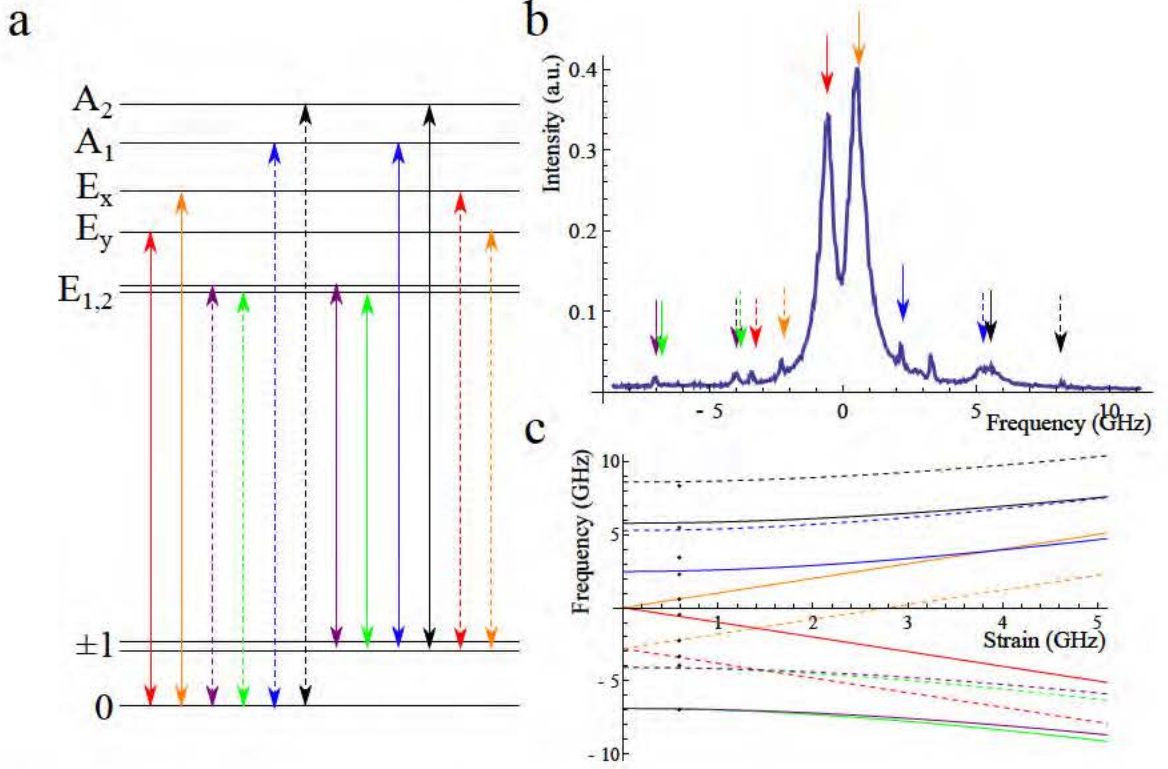 a
A2
A1
Ex
Ey
E1,2
±1
0
b
Intensity (a.u.)
0.4
0.3
0.2
0.1
- 5
0
5
10
Frequency (GHz)
c
Frequency (GHz)
10
5
- 5
- 10
1
2
3
4
5
Strain (GHz)